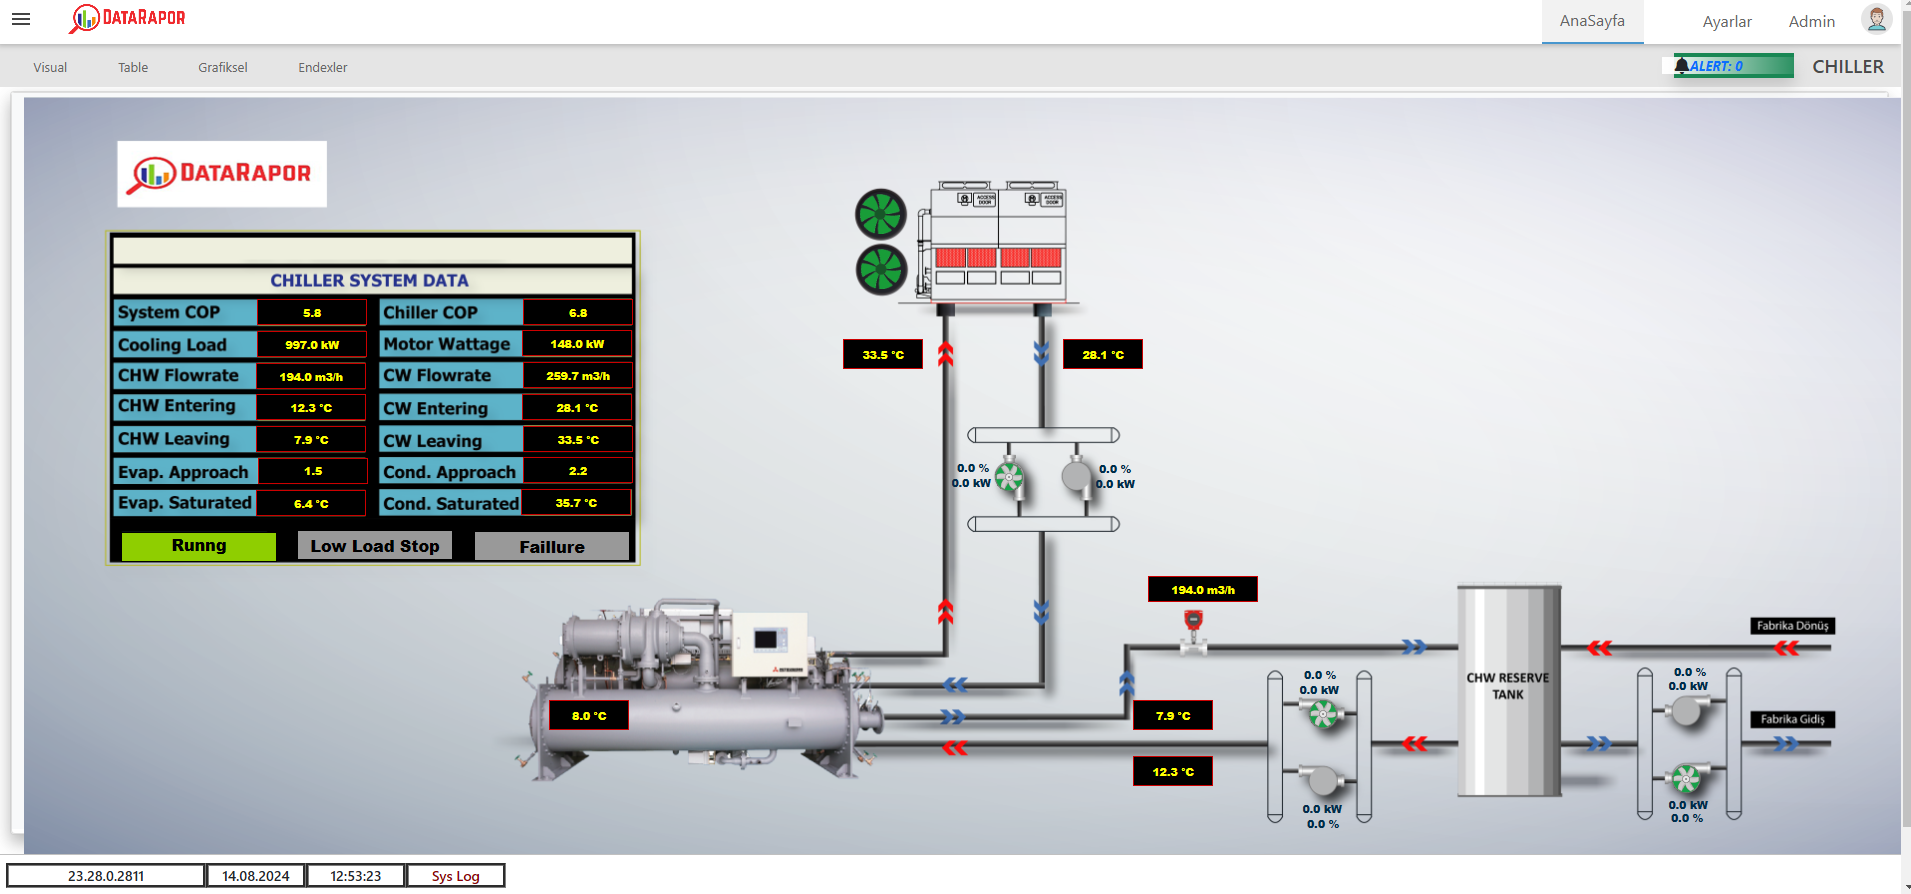 DATARAPOR
AnaSayfa
Ayarlar
Admin
Visual
Table
Grafiksel
Endexler
ALERT: 0
CHILLER
DATARAPOR
CHILLER SYSTEM DATA
System COP 5.8 Chiller COP 6.8
Cooling Load 997.0 kW Motor Wattage 148.0 kW
CHW Flowrate 194.0 m3/h CW Flowrate 259.7 m3/h
CHW Entering 12.3 °C CW Entering 28.1 °C
CHW Leaving 7.9 °C CW Leaving 33.5 °C
Evap. Approach 1.5 Cond. Approach 2.2
Evap. Saturated 6.4 °C Cond. Saturated 35.7 °C
Runng
Low Load Stop
Faillure
ACCESS DOOR
ACCESS DOOR
33.5 °C
28.1 °C
0.0 %
0.0 kW
0.0 %
0.0 kW
194.0 m3/h
DATARAPOR
8.0 °C
7.9 °C
12.3 °C
0.0 %
0.0 kW
0.0 kW
0.0 %
CHW RESERVE
TANK
Fabrika Dönüş
0.0 %
0.0 kW
Fabrika Gidiş
0.0 kW
0.0 %
23.28.0.2811
14.08.2024
12:53:23
Sys Log